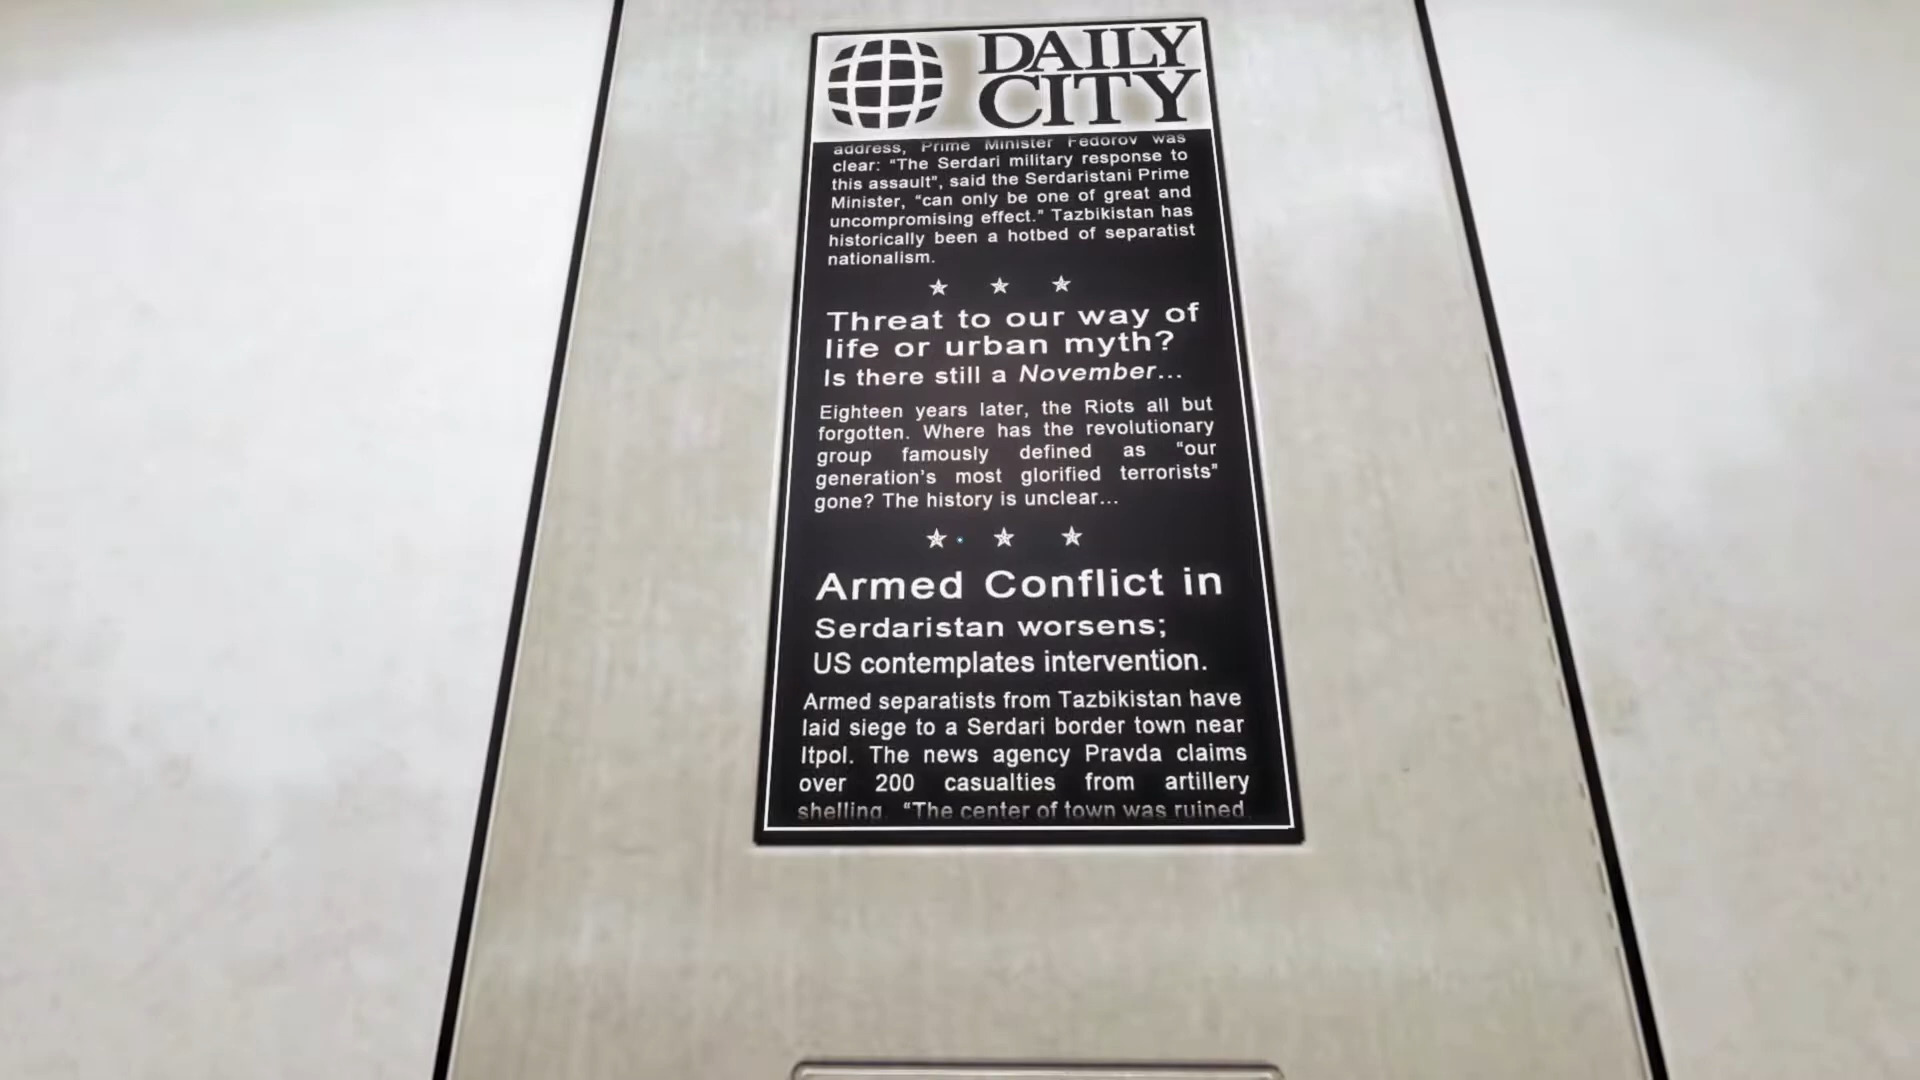 DAILY
CITY
address, Prime Minister Fedorov was
clear: “The Serdari military response to
this assault”, said the Serdaristani Prime
Minister, “can only be one of great and
uncompromising effect.” Tazbikistan has
historically been a hotbed of separatist
nationalism.
Threat to our way of
life or urban myth?
Is there still a November...
Eighteen years later, the Riots all but
forgotten. Where has the revolutionary
group famously defined as “our
generation’s most glorified terrorists”
gone? The history is unclear...
Armed Conflict in
Serdaristan worsens;
US contemplates intervention.
Armed separatists from Tazbikistan have
laid siege to a Serdari border town near
Itpol. The news agency Pravda claims
over 200 casualties from artillery
shelling. “The center of town was ruined.